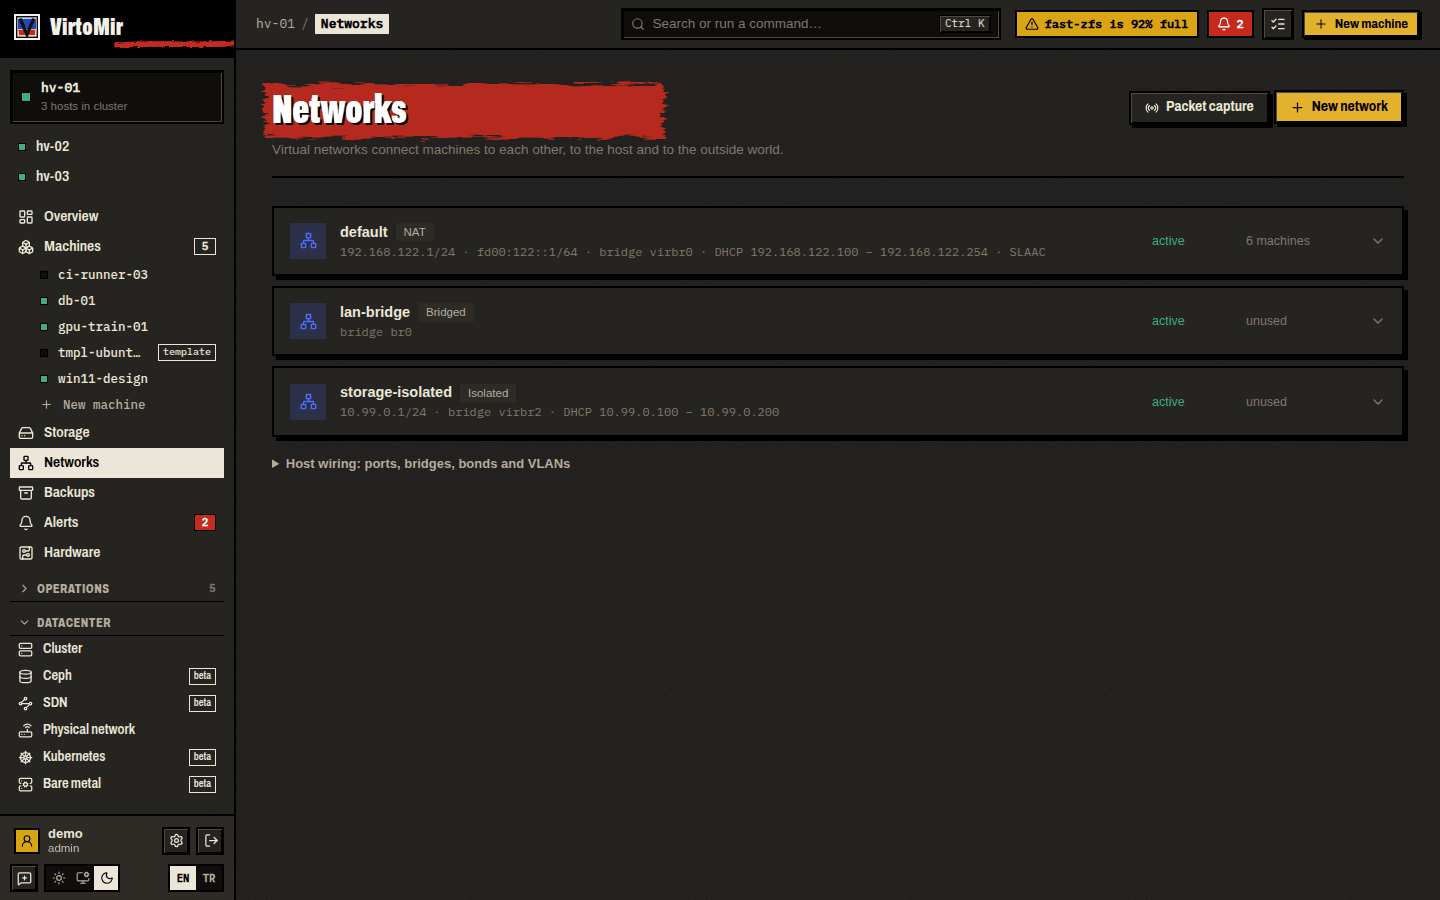 VirtoMir
hv-01 / Networks
Search or run a command…
Ctrl K
fast-zfs is 92% full
2
New machine
hv-01
3 hosts in cluster
hv-02
hv-03
Overview
Machines 5
ci-runner-03
db-01
gpu-train-01
tmpl-ubunt… template
win11-design
New machine
Storage
Networks
Backups
Alerts 2
Hardware
OPERATIONS 5
DATACENTER
Cluster
Ceph beta
SDN beta
Physical network
Kubernetes beta
Bare metal beta
demo
admin
EN TR
Networks
Packet capture
New network
Virtual networks connect machines to each other, to the host and to the outside world.
default NAT
192.168.122.1/24 · fd00:122::1/64 · bridge virbr0 · DHCP 192.168.122.100 – 192.168.122.254 · SLAAC
active
6 machines
lan-bridge Bridged
bridge br0
active
unused
storage-isolated Isolated
10.99.0.1/24 · bridge virbr2 · DHCP 10.99.0.100 – 10.99.0.200
active
unused
Host wiring: ports, bridges, bonds and VLANs